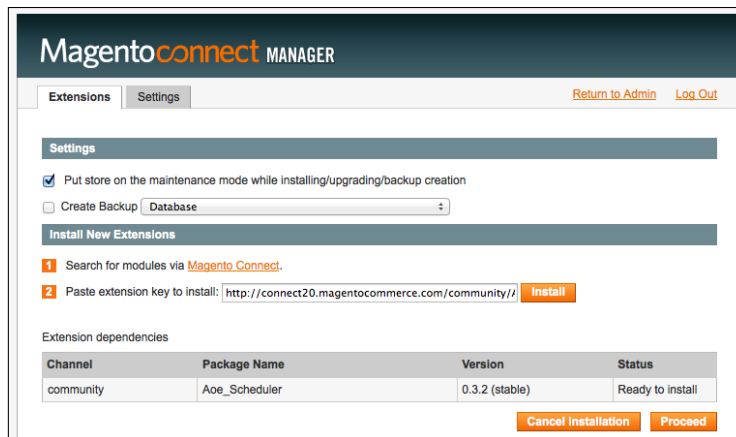 Magentoconnect MANAGER
Extensions Settings Return to Admin Log Out
Settings
Put store on the maintenance mode while installing/upgrading/backup creation
Create Backup Database
Install New Extensions
1 Search for modules via Magento Connect.
2 Paste extension key to install: http://connect20.magentocommerce.com/community/ Install
Extension dependencies
Channel Package Name Version Status
community Aoe_Scheduler 0.3.2 (stable) Ready to install
Cancel Installation Proceed